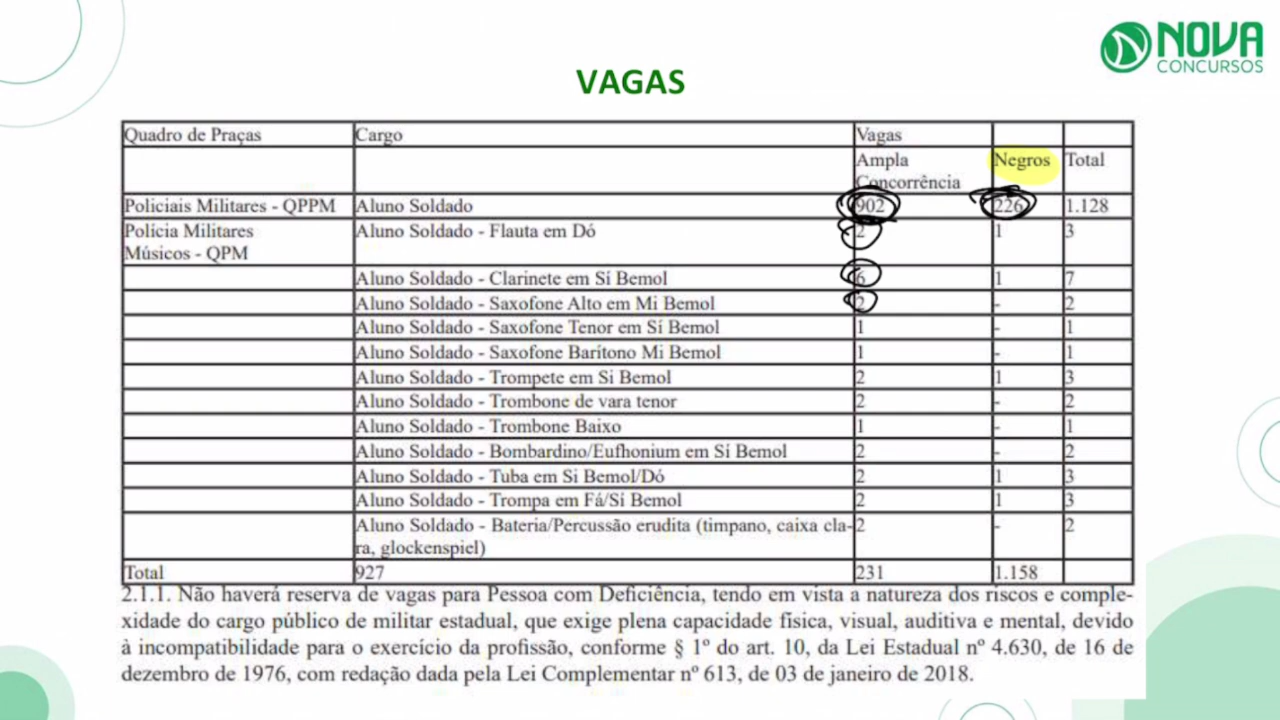 NOVA
CONCURSOS
VAGAS
Quadro de Praças Cargo Vagas
Ampla Concorrência Negros Total
Policiais Militares - QPPM Aluno Soldado 902 226 1.128
Polícia Militares Músicos - QPM Aluno Soldado - Flauta em Dó 2 1 3
Aluno Soldado - Clarinete em Sí Bemol 6 1 7
Aluno Soldado - Saxofone Alto em Mi Bemol 2 - 2
Aluno Soldado - Saxofone Tenor em Sí Bemol 1 - 1
Aluno Soldado - Saxofone Barítono Mi Bemol 1 - 1
Aluno Soldado - Trompete em Si Bemol 2 1 3
Aluno Soldado - Trombone de vara tenor 2 - 2
Aluno Soldado - Trombone Baixo 1 - 1
Aluno Soldado - Bombardino/Eufhonium em Sí Bemol 2 - 2
Aluno Soldado - Tuba em Si Bemol/Dó 2 1 3
Aluno Soldado - Trompa em Fá/Sí Bemol 2 1 3
Aluno Soldado - Bateria/Percussão erudita (timpano, caixa cla- 2 - 2
ra, glockenspiel)
Total 927 231 1.158
2.1.1. Não haverá reserva de vagas para Pessoa com Deficiência, tendo em vista a natureza dos riscos e comple-
xidade do cargo público de militar estadual, que exige plena capacidade física, visual, auditiva e mental, devido
à incompatibilidade para o exercício da profissão, conforme § 1º do art. 10, da Lei Estadual nº 4.630, de 16 de
dezembro de 1976, com redação dada pela Lei Complementar nº 613, de 03 de janeiro de 2018.